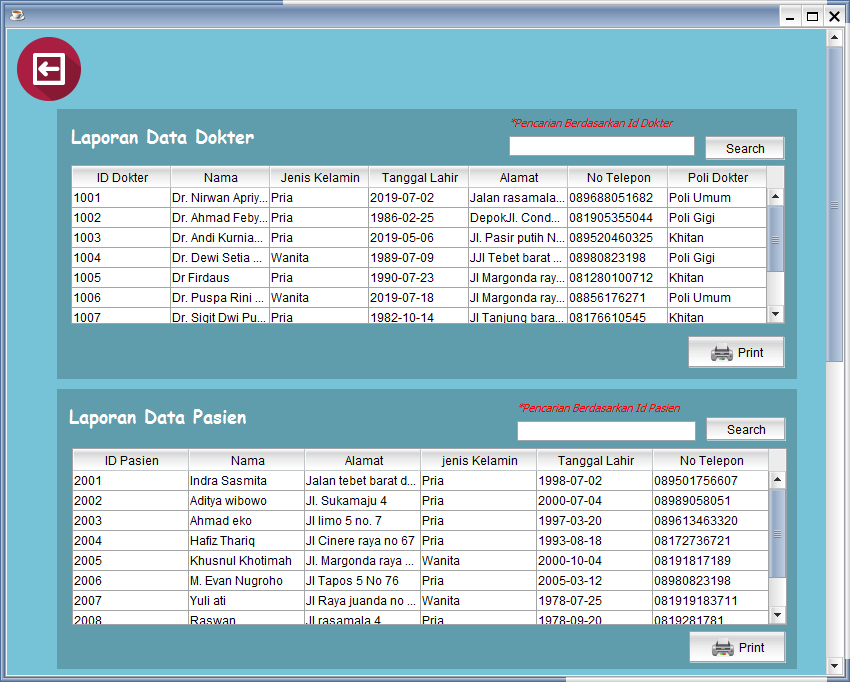 Laporan Data Dokter
*Pencarian Berdasarkan Id Dokter
Search
ID Dokter Nama Jenis Kelamin Tanggal Lahir Alamat No Telepon Poli Dokter
1001 Dr. Nirwan Apriy... Pria 2019-07-02 Jalan rasamala... 089688051682 Poli Umum
1002 Dr. Ahmad Feby... Pria 1986-02-25 DepokJl. Cond... 081905355044 Poli Gigi
1003 Dr. Andi Kurnia... Pria 2019-05-06 Jl. Pasir putih N... 089520460325 Khitan
1004 Dr. Dewi Setia ... Wanita 1989-07-09 JJl Tebet barat ... 08980823198 Poli Gigi
1005 Dr Firdaus Pria 1990-07-23 Jl Margonda ray... 081280100712 Khitan
1006 Dr. Puspa Rini ... Wanita 2019-07-18 Jl Margonda ray... 08856176271 Poli Umum
1007 Dr. Sigit Dwi Pu... Pria 1982-10-14 Jl Tanjung bara... 08176610545 Khitan
Print
Laporan Data Pasien
*Pencarian Berdasarkan Id Pasien
Search
ID Pasien Nama Alamat jenis Kelamin Tanggal Lahir No Telepon
2001 Indra Sasmita Jalan tebet barat d... Pria 1998-07-02 089501756607
2002 Aditya wibowo Jl. Sukamaju 4 Pria 2000-07-04 08989058051
2003 Ahmad eko Jl limo 5 no. 7 Pria 1997-03-20 089613463320
2004 Hafiz Thariq Jl Cinere raya no 67 Pria 1993-08-18 08172736721
2005 Khusnul Khotimah Jl. Margonda raya ... Wanita 2000-10-04 08191817189
2006 M. Evan Nugroho Jl Tapos 5 No 76 Pria 2005-03-12 08980823198
2007 Yuli ati Jl Raya juanda no ... Wanita 1978-07-25 081919183711
2008 Raswan Jl rasamala 4 Pria 1978-09-20 0819281781
Print